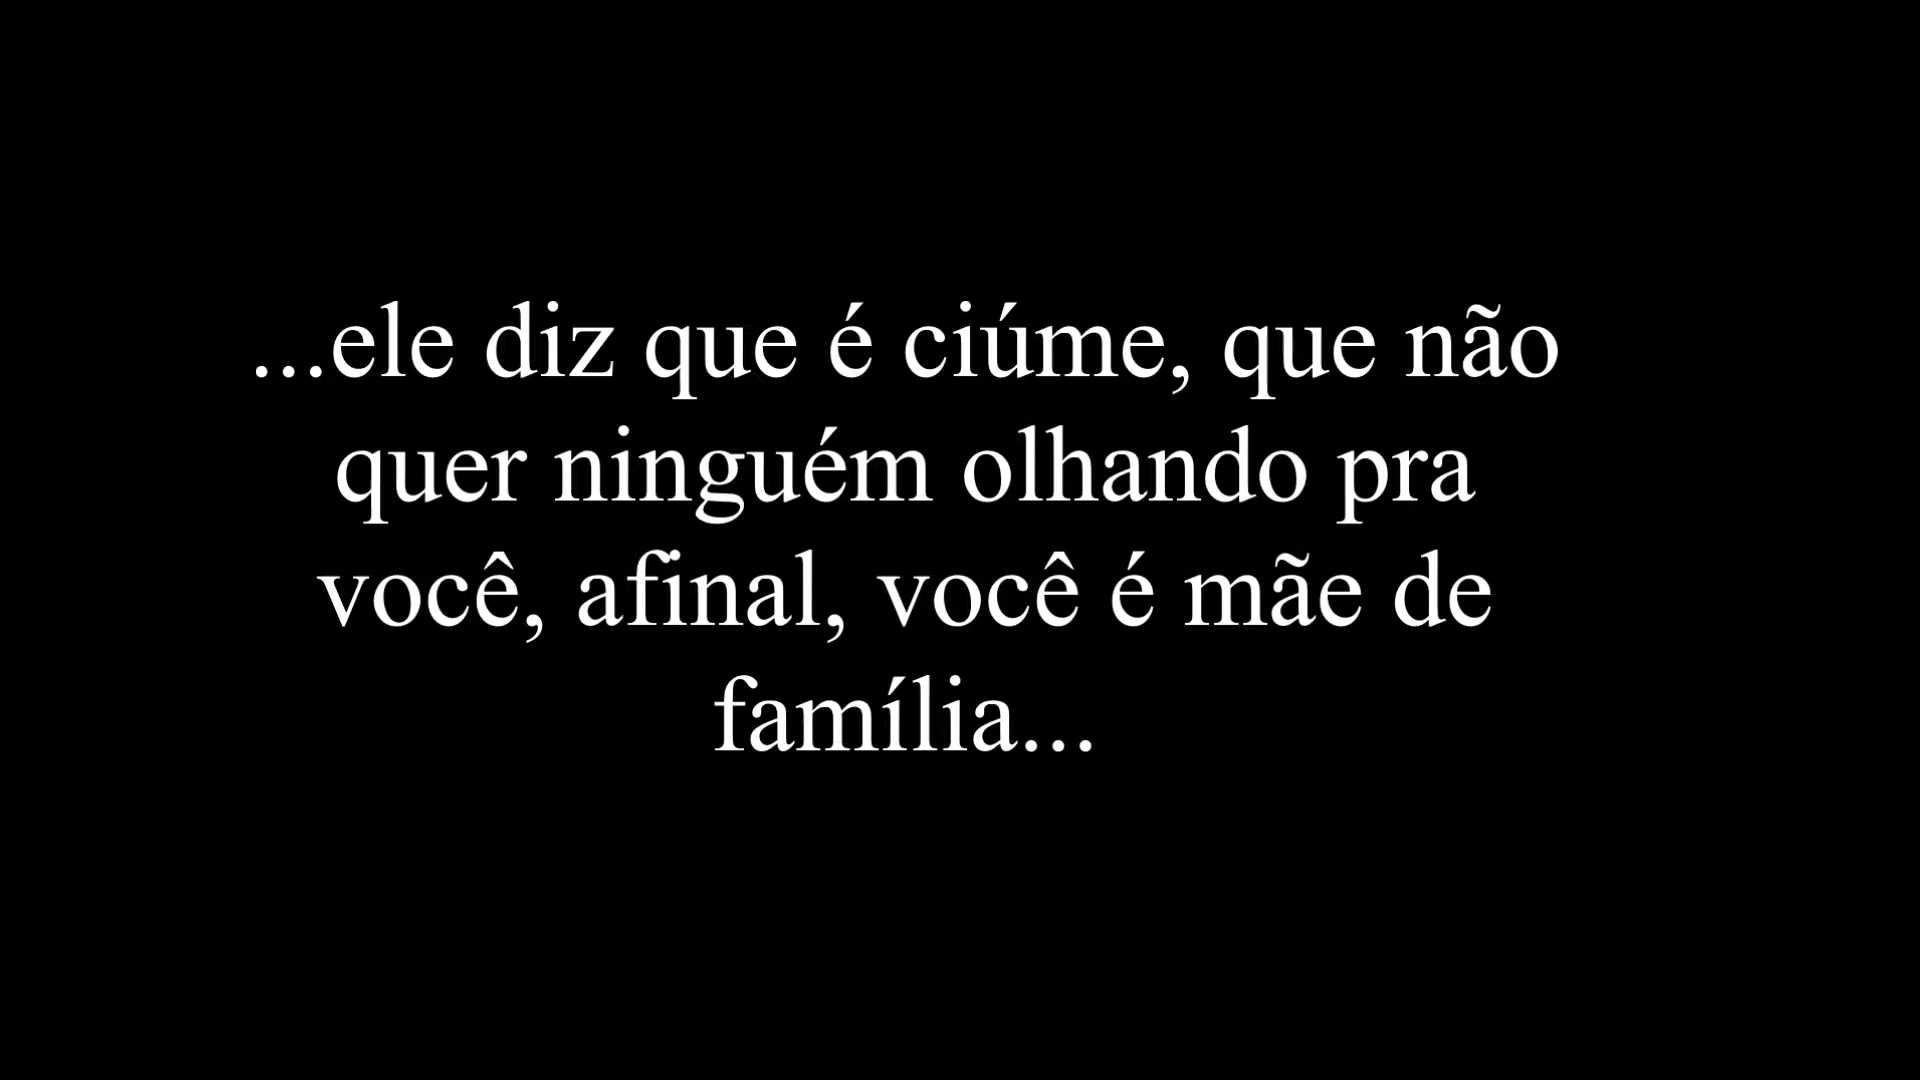 ...ele diz que é ciúme, que não
quer ninguém olhando pra
você, afinal, você é mãe de
família...